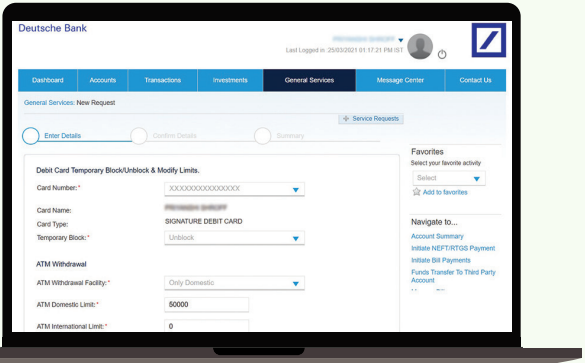 Deutsche Bank
Last Logged in: 25/03/2021 01:17:21 PM IST
Dashboard Accounts Transactions Investments General Services Message Center Contact Us
General Services: New Request
Service Requests
Enter Details Confirm Details Summary
Favorites
Select your favorite activity
Select
Add to favorites
Debit Card Temporary Block/Unblock & Modify Limits.
Card Number:* XXXXXXXXXXXXXXX
Card Name:
Card Type: SIGNATURE DEBIT CARD
Temporary Block:* Unblock
ATM Withdrawal
ATM Withdrawal Facility:* Only Domestic
ATM Domestic Limit:* 50000
ATM International Limit:* 0
Navigate to...
Account Summary
Initiate NEFT/RTGS Payment
Initiate Bill Payments
Funds Transfer To Third Party
Account